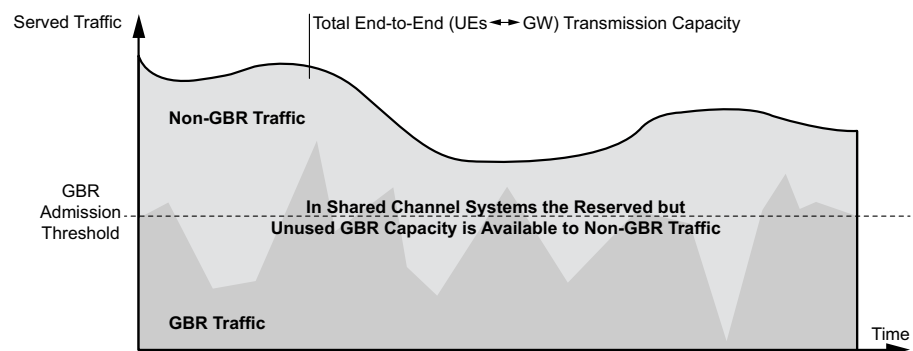 Served Traffic
Total End-to-End (UEs GW) Transmission Capacity
Non-GBR Traffic
GBR
Admission
Threshold
In Shared Channel Systems the Reserved but
Unused GBR Capacity is Available to Non-GBR Traffic
GBR Traffic
Time